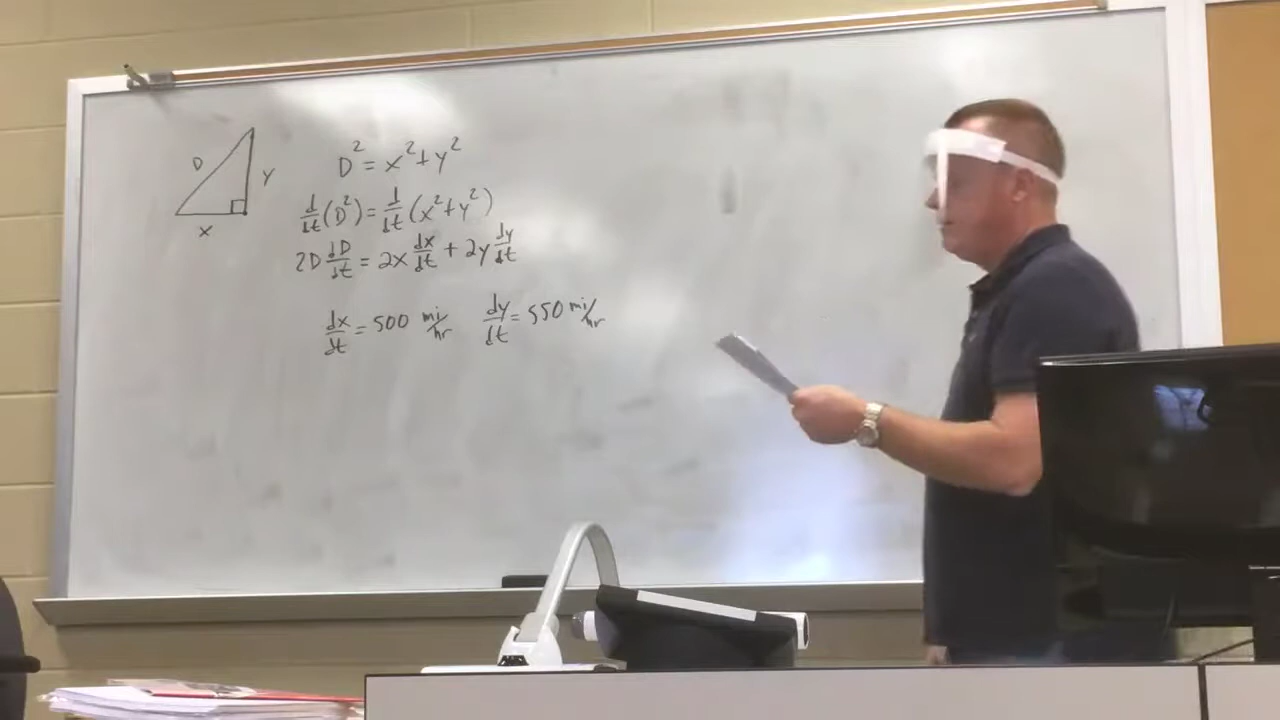 D
y
x
D² = x² + y²
d/dt (D²) = d/dt (x² + y²)
2D dD/dt = 2x dx/dt + 2y dy/dt
dx/dt = 500 mi/hr dy/dt = 550 mi/hr